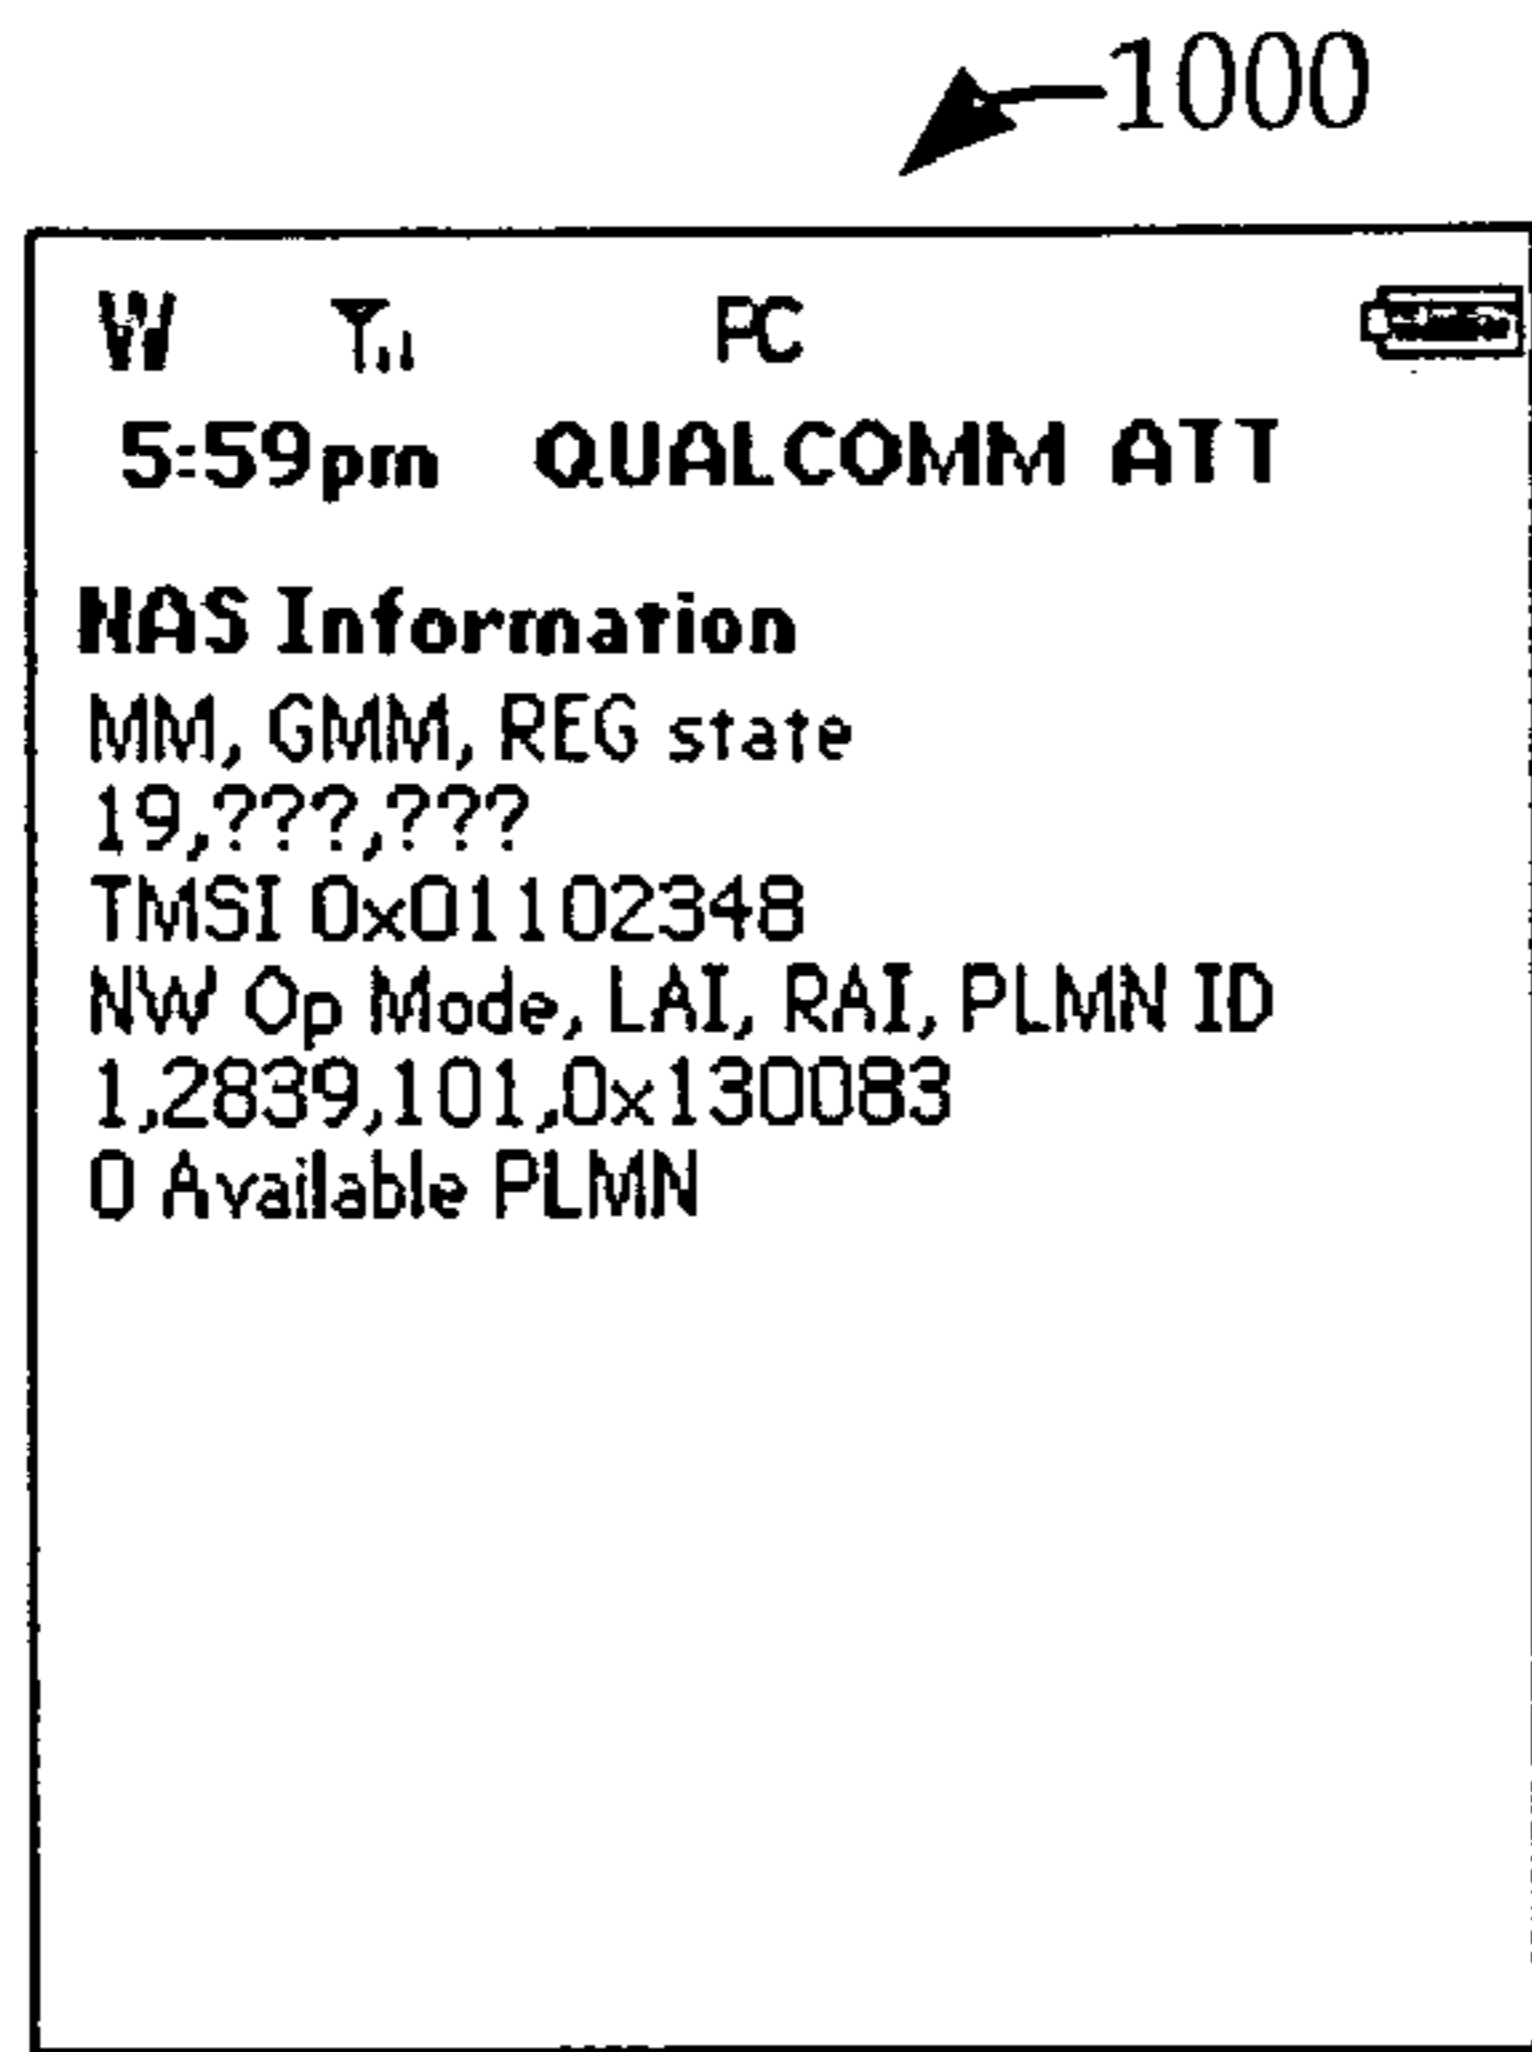 1000
W PC
5:59pm QUALCOMM ATT
NAS Information
MM, GMM, REG state
19,???,???
TMSI 0x01102348
NW Op Mode, LAI, RAI, PLMN ID
1,2839,101,0x130083
0 Available PLMN